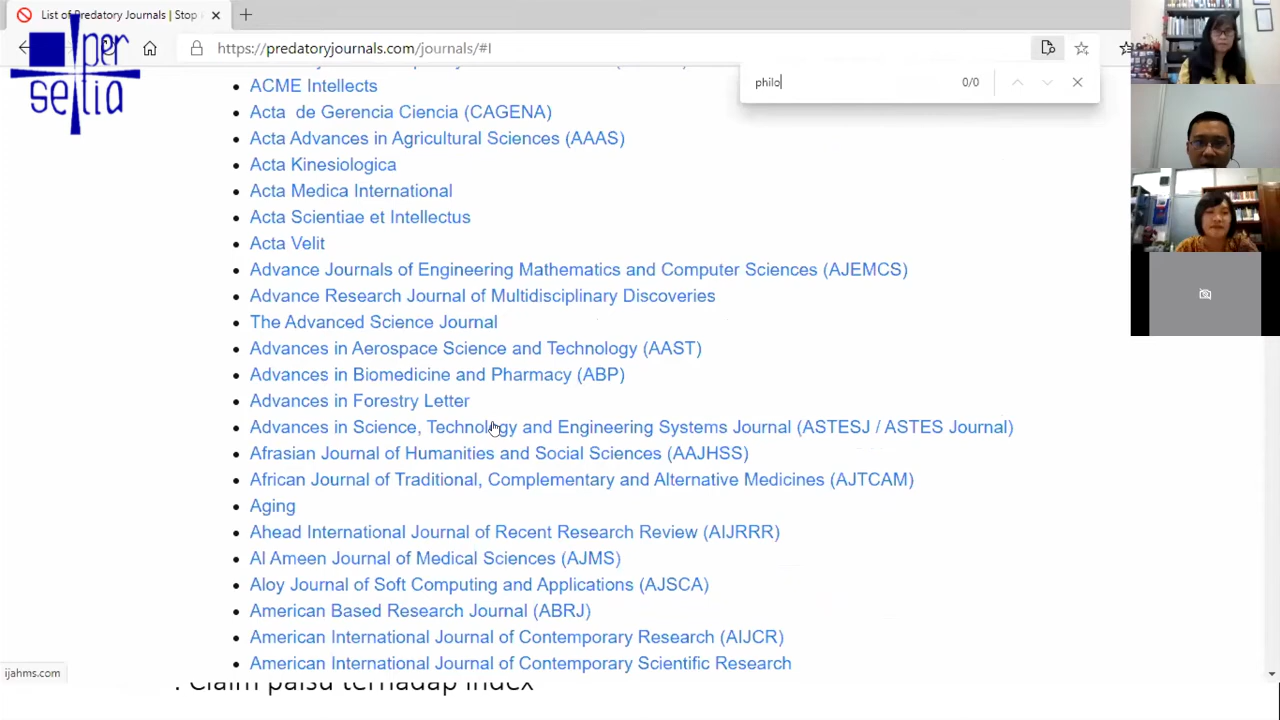 List of Predatory Journals | Stop
https://predatoryjournals.com/journals/#I
per
setia
philo
0/0
ACME Intellects
Acta de Gerencia Ciencia (CAGENA)
Acta Advances in Agricultural Sciences (AAAS)
Acta Kinesiologica
Acta Medica International
Acta Scientiae et Intellectus
Acta Velit
Advance Journals of Engineering Mathematics and Computer Sciences (AJEMCS)
Advance Research Journal of Multidisciplinary Discoveries
The Advanced Science Journal
Advances in Aerospace Science and Technology (AAST)
Advances in Biomedicine and Pharmacy (ABP)
Advances in Forestry Letter
Advances in Science, Technology and Engineering Systems Journal (ASTESJ / ASTES Journal)
Afrasian Journal of Humanities and Social Sciences (AAJHSS)
African Journal of Traditional, Complementary and Alternative Medicines (AJTCAM)
Aging
Ahead International Journal of Recent Research Review (AIJRRR)
Al Ameen Journal of Medical Sciences (AJMS)
Aloy Journal of Soft Computing and Applications (AJSCA)
American Based Research Journal (ABRJ)
American International Journal of Contemporary Research (AIJCR)
American International Journal of Contemporary Scientific Research
ijahms.com
. Claim palsu terhadap index